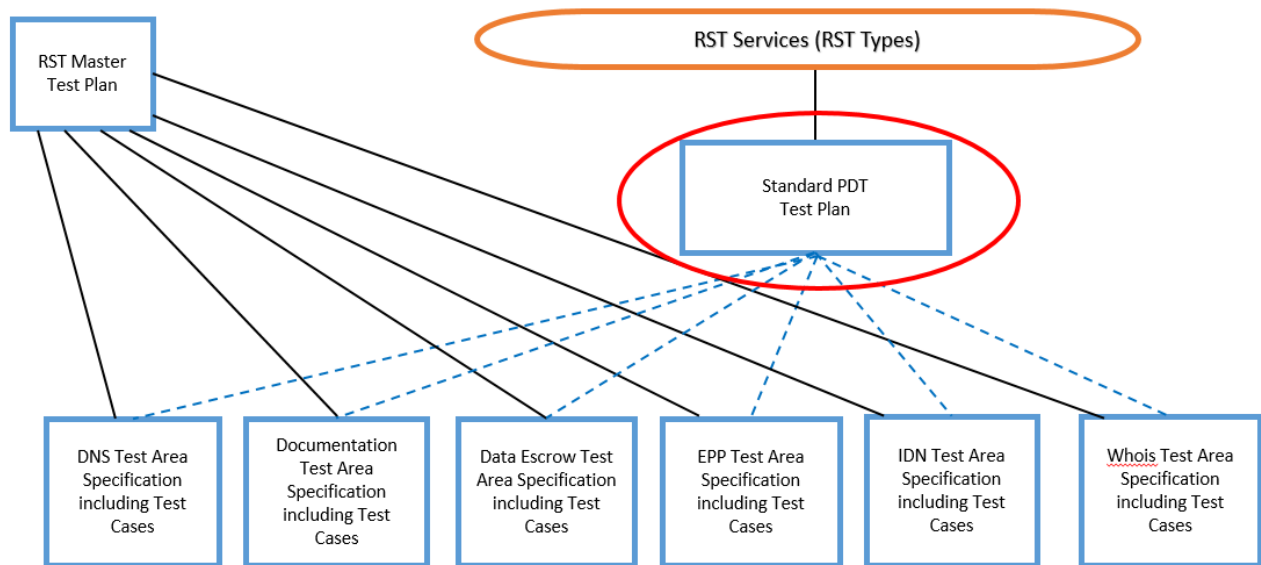 RST Master
Test Plan
RST Services (RST Types)
Standard PDT
Test Plan
DNS Test Area
Specification
including Test
Cases
Documentation
Test Area
Specification
including Test
Cases
Data Escrow Test
Area Specification
including Test
Cases
EPP Test Area
Specification
including Test
Cases
IDN Test Area
Specification
including Test
Cases
Whois Test Area
Specification
including Test
Cases